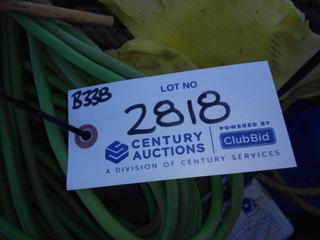 LOT NO
B338
2818
CENTURY AUCTIONS
POWERED BY
ClubBid
A DIVISION OF CENTURY SERVICES